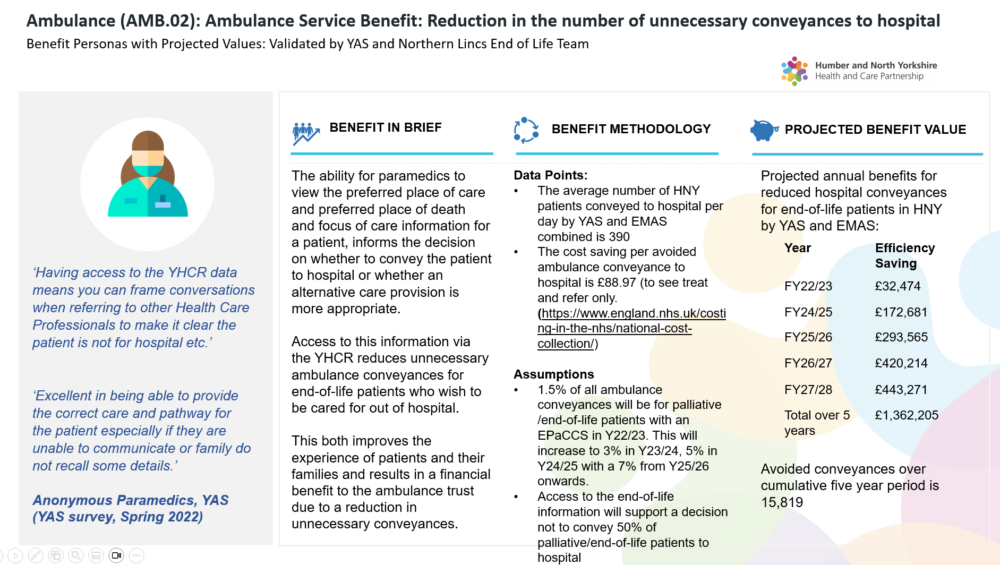 Ambulance (AMB.02): Ambulance Service Benefit: Reduction in the number of unnecessary conveyances to hospital
Benefit Personas with Projected Values: Validated by YAS and Northern Lincs End of Life Team
Humber and North Yorkshire
Health and Care Partnership
‘Having access to the YHCR data
means you can frame conversations
when referring to other Health Care
Professionals to make it clear the
patient is not for hospital etc.’
‘Excellent in being able to provide
the correct care and pathway for
the patient especially if they are
unable to communicate or family do
not recall some details.’
Anonymous Paramedics, YAS
(YAS survey, Spring 2022)
BENEFIT IN BRIEF
The ability for paramedics to
view the preferred place of care
and preferred place of death
and focus of care information for
a patient, informs the decision
on whether to convey the patient
to hospital or whether an
alternative care provision is
more appropriate.
Access to this information via
the YHCR reduces unnecessary
ambulance conveyances for
end-of-life patients who wish to
be cared for out of hospital.
This both improves the
experience of patients and their
families and results in a financial
benefit to the ambulance trust
due to a reduction in
unnecessary conveyances.
BENEFIT METHODOLOGY
Data Points:
• The average number of HNY
patients conveyed to hospital per
day by YAS and EMAS
combined is 390
• The cost saving per avoided
ambulance conveyance to
hospital is £88.97 (to see treat
and refer only.
(https://www.england.nhs.uk/costi
ng-in-the-nhs/national-cost-
collection/)
Assumptions
• 1.5% of all ambulance
conveyances will be for palliative
/end-of-life patients with an
EPaCCS in Y22/23. This will
increase to 3% in Y23/24, 5% in
Y24/25 with a 7% from Y25/26
onwards.
• Access to the end-of-life
information will support a decision
not to convey 50% of
palliative/end-of-life patients to
hospital
PROJECTED BENEFIT VALUE
Projected annual benefits for
reduced hospital conveyances
for end-of-life patients in HNY
by YAS and EMAS:
Year Efficiency
Saving
FY22/23 £32,474
FY24/25 £172,681
FY25/26 £293,565
FY26/27 £420,214
FY27/28 £443,271
Total over 5 £1,362,205
years
Avoided conveyances over
cumulative five year period is
15,819